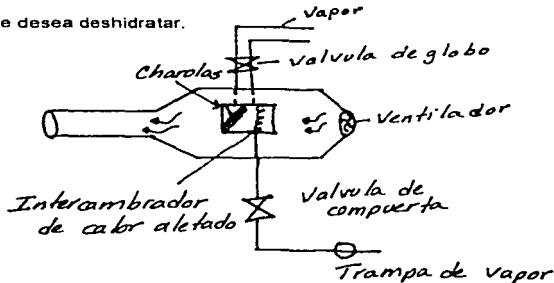 e desea deshidratar.
Vapor
Valvula de globo
Charolas
Ventilador
Intercambrador
de calor aletado
Valvula de
compuerta
Trampa de vapor